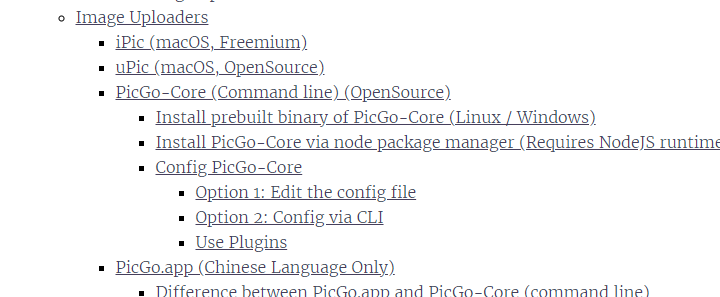 Image Uploaders
iPic (macOS, Freemium)
uPic (macOS, OpenSource)
PicGo-Core (Command line) (OpenSource)
Install prebuilt binary of PicGo-Core (Linux / Windows)
Install PicGo-Core via node package manager (Requires NodeJS runtime
Config PicGo-Core
Option 1: Edit the config file
Option 2: Config via CLI
Use Plugins
PicGo.app (Chinese Language Only)
Difference between PicGo.app and PicGo-Core (command line)